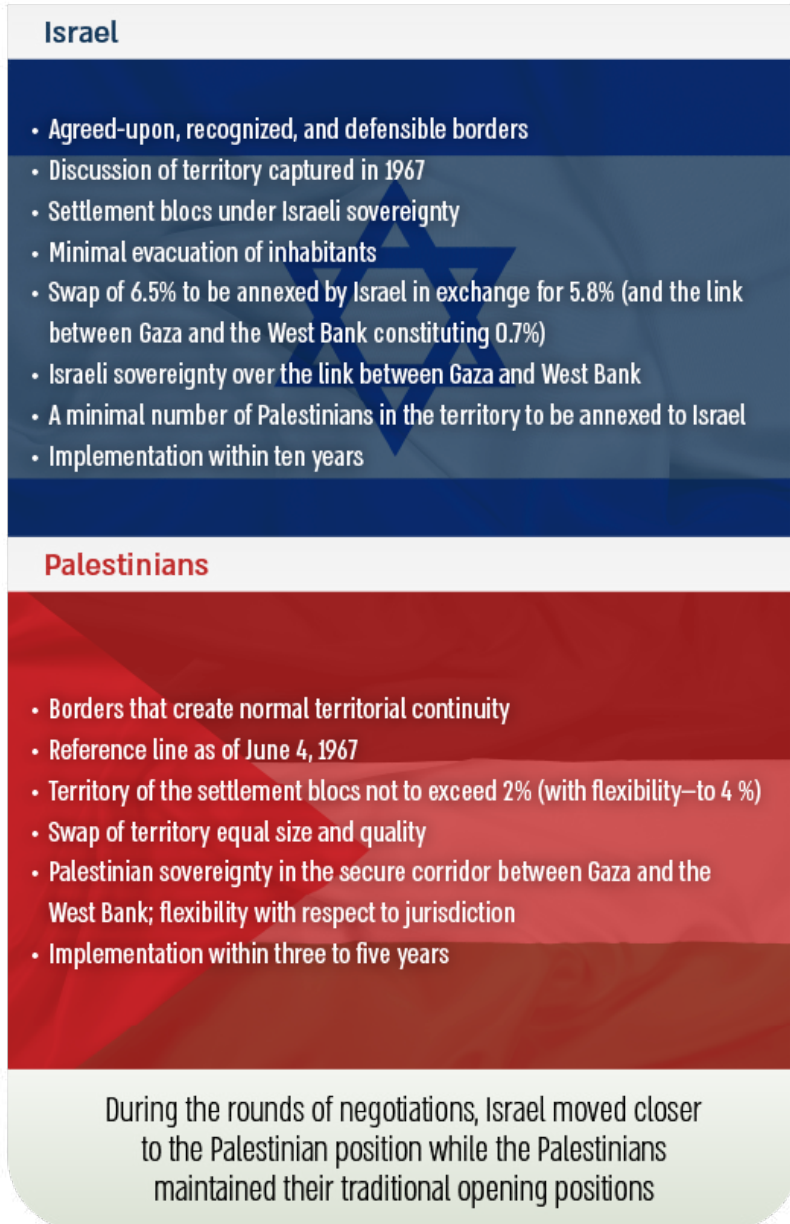 Israel
• Agreed-upon, recognized, and defensible borders
• Discussion of territory captured in 1967
• Settlement blocs under Israeli sovereignty
• Minimal evacuation of inhabitants
• Swap of 6.5% to be annexed by Israel in exchange for 5.8% (and the link
between Gaza and the West Bank constituting 0.7%)
• Israeli sovereignty over the link between Gaza and West Bank
• A minimal number of Palestinians in the territory to be annexed to Israel
• Implementation within ten years
Palestinians
• Borders that create normal territorial continuity
• Reference line as of June 4, 1967
• Territory of the settlement blocs not to exceed 2% (with flexibility–to 4 %)
• Swap of territory equal size and quality
• Palestinian sovereignty in the secure corridor between Gaza and the
West Bank; flexibility with respect to jurisdiction
• Implementation within three to five years
During the rounds of negotiations, Israel moved closer
to the Palestinian position while the Palestinians
maintained their traditional opening positions